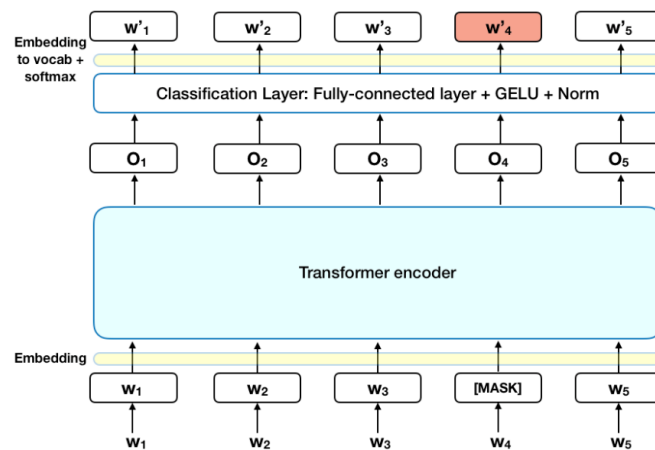 Embedding
to vocab +
softmax
w'₁ w'₂ w'₃ w'₄ w'₅
Classification Layer: Fully-connected layer + GELU + Norm
O₁ O₂ O₃ O₄ O₅
Transformer encoder
Embedding
W₁ W₂ W₃ [MASK] W₅
W₁ W₂ W₃ W₄ W₅